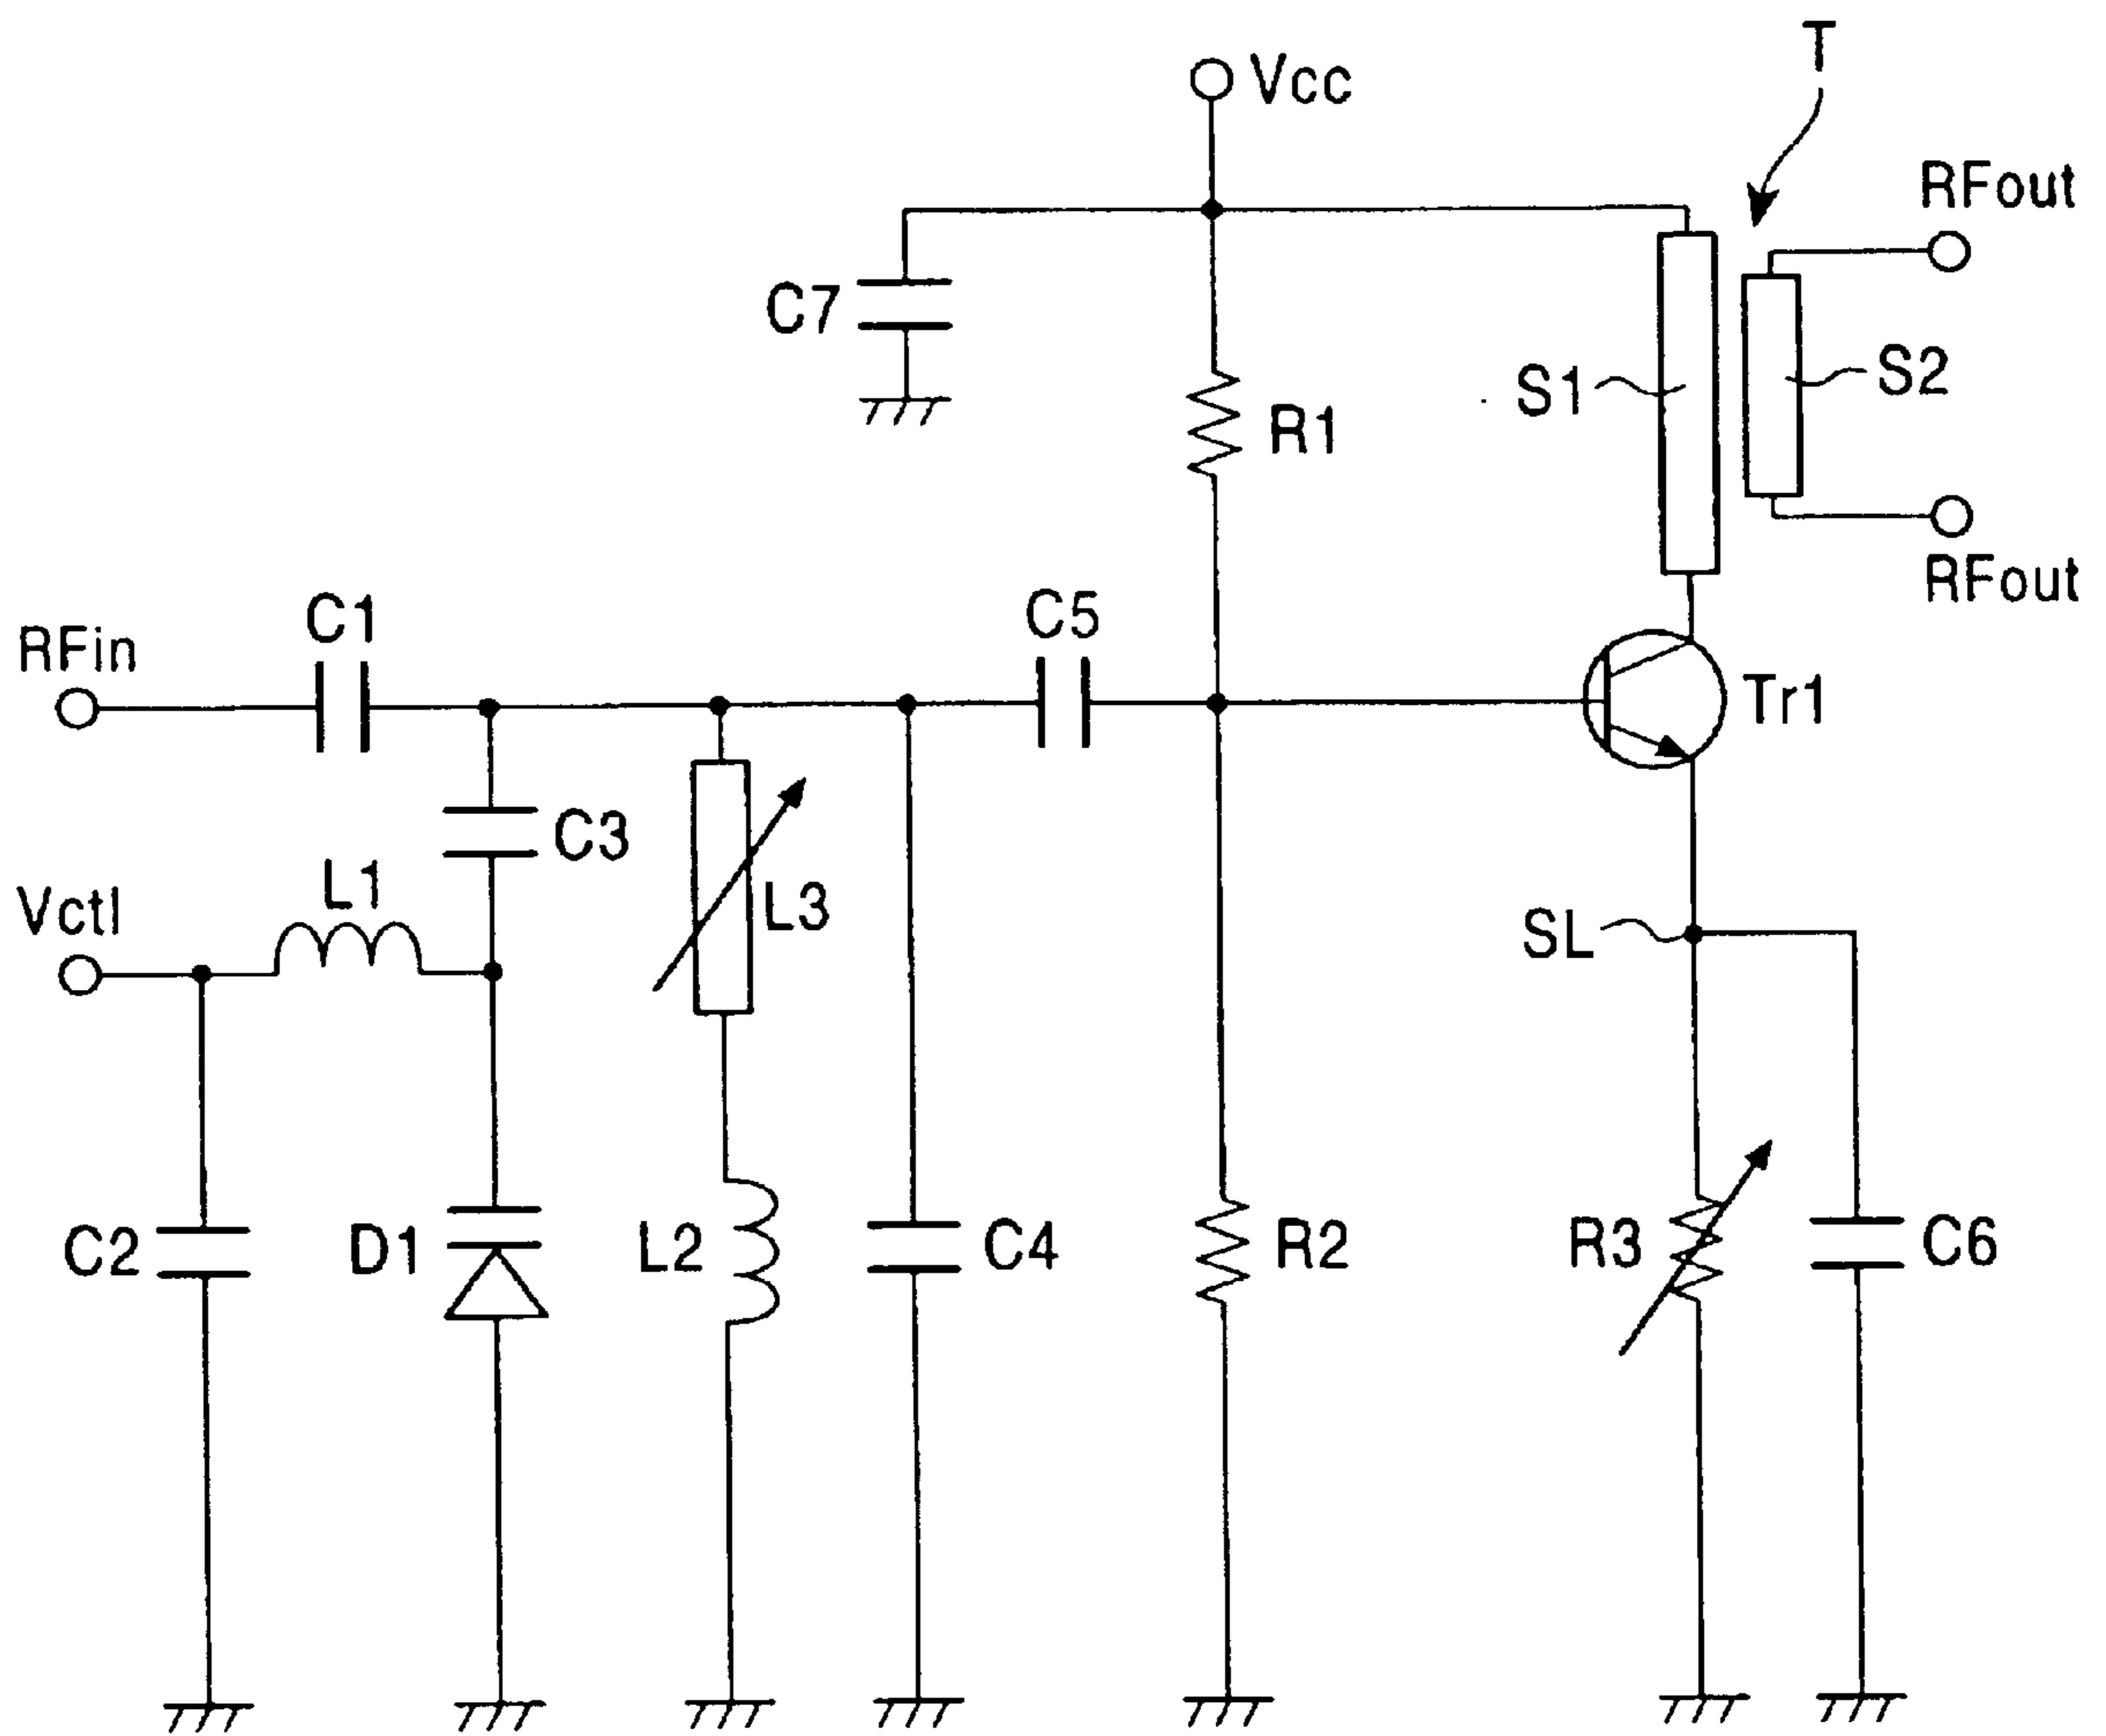 T
Vcc
RFout
C7
S1
S2
R1
RFout
C1
C5
RFin
Tr1
C3
L1
L3
Vctl
SL
C2
D1
L2
C4
R2
R3
C6